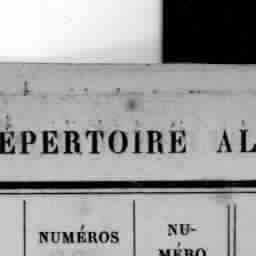 ÉPERTOIRE AL
NUMÉROS
NU-
MÉRO